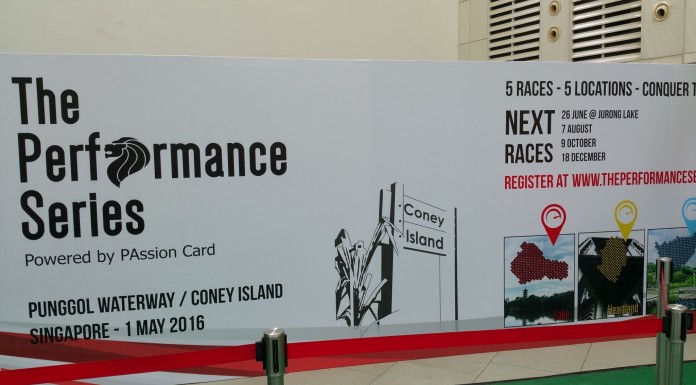 The
Performance
Series
Powered by PAssion Card
PUNGGOL WATERWAY / CONEY ISLAND
SINGAPORE - 1 MAY 2016
Coney
Island
5 RACES - 5 LOCATIONS - CONQUER
NEXT
RACES
26 JUNE @ JURONG LAKE
7 AUGUST
9 OCTOBER
18 DECEMBER
REGISTER AT WWW.THEPERFORMANCESE
Lake
Heartland